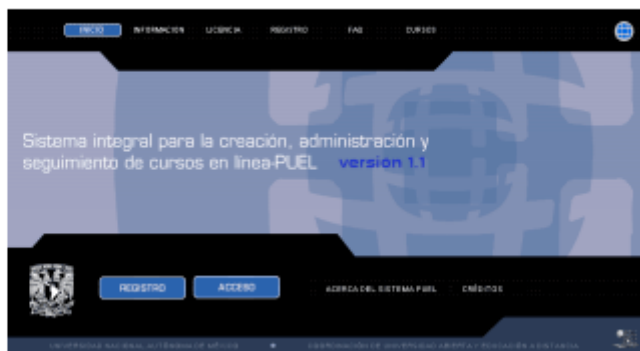 INICIO INFORMACION LICENCIA REGISTRO FAQ CURSOS
Sistema integral para la creación, administración y
seguimiento de cursos en línea-PUEL versión 1.1
REGISTRO ACCESO ACERCA DEL SISTEMA PUEL CRÉDITOS
UNIVERSIDAD NACIONAL AUTÓNOMA DE MÉXICO COORDINACIÓN DE UNIVERSIDAD ABIERTA Y EDUCACIÓN A DISTANCIA